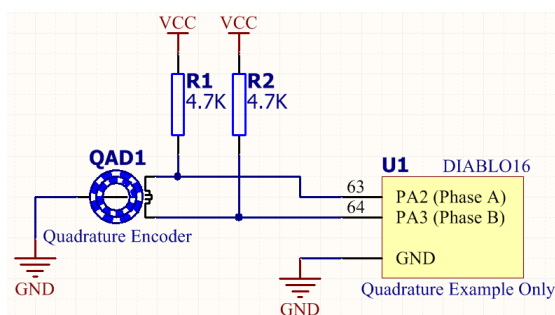 VCC VCC
R1 R2
4.7K 4.7K
QAD1
U1 DIABLO16
63 PA2 (Phase A)
64 PA3 (Phase B)
Quadrature Encoder
GND
GND
Quadrature Example Only
GND